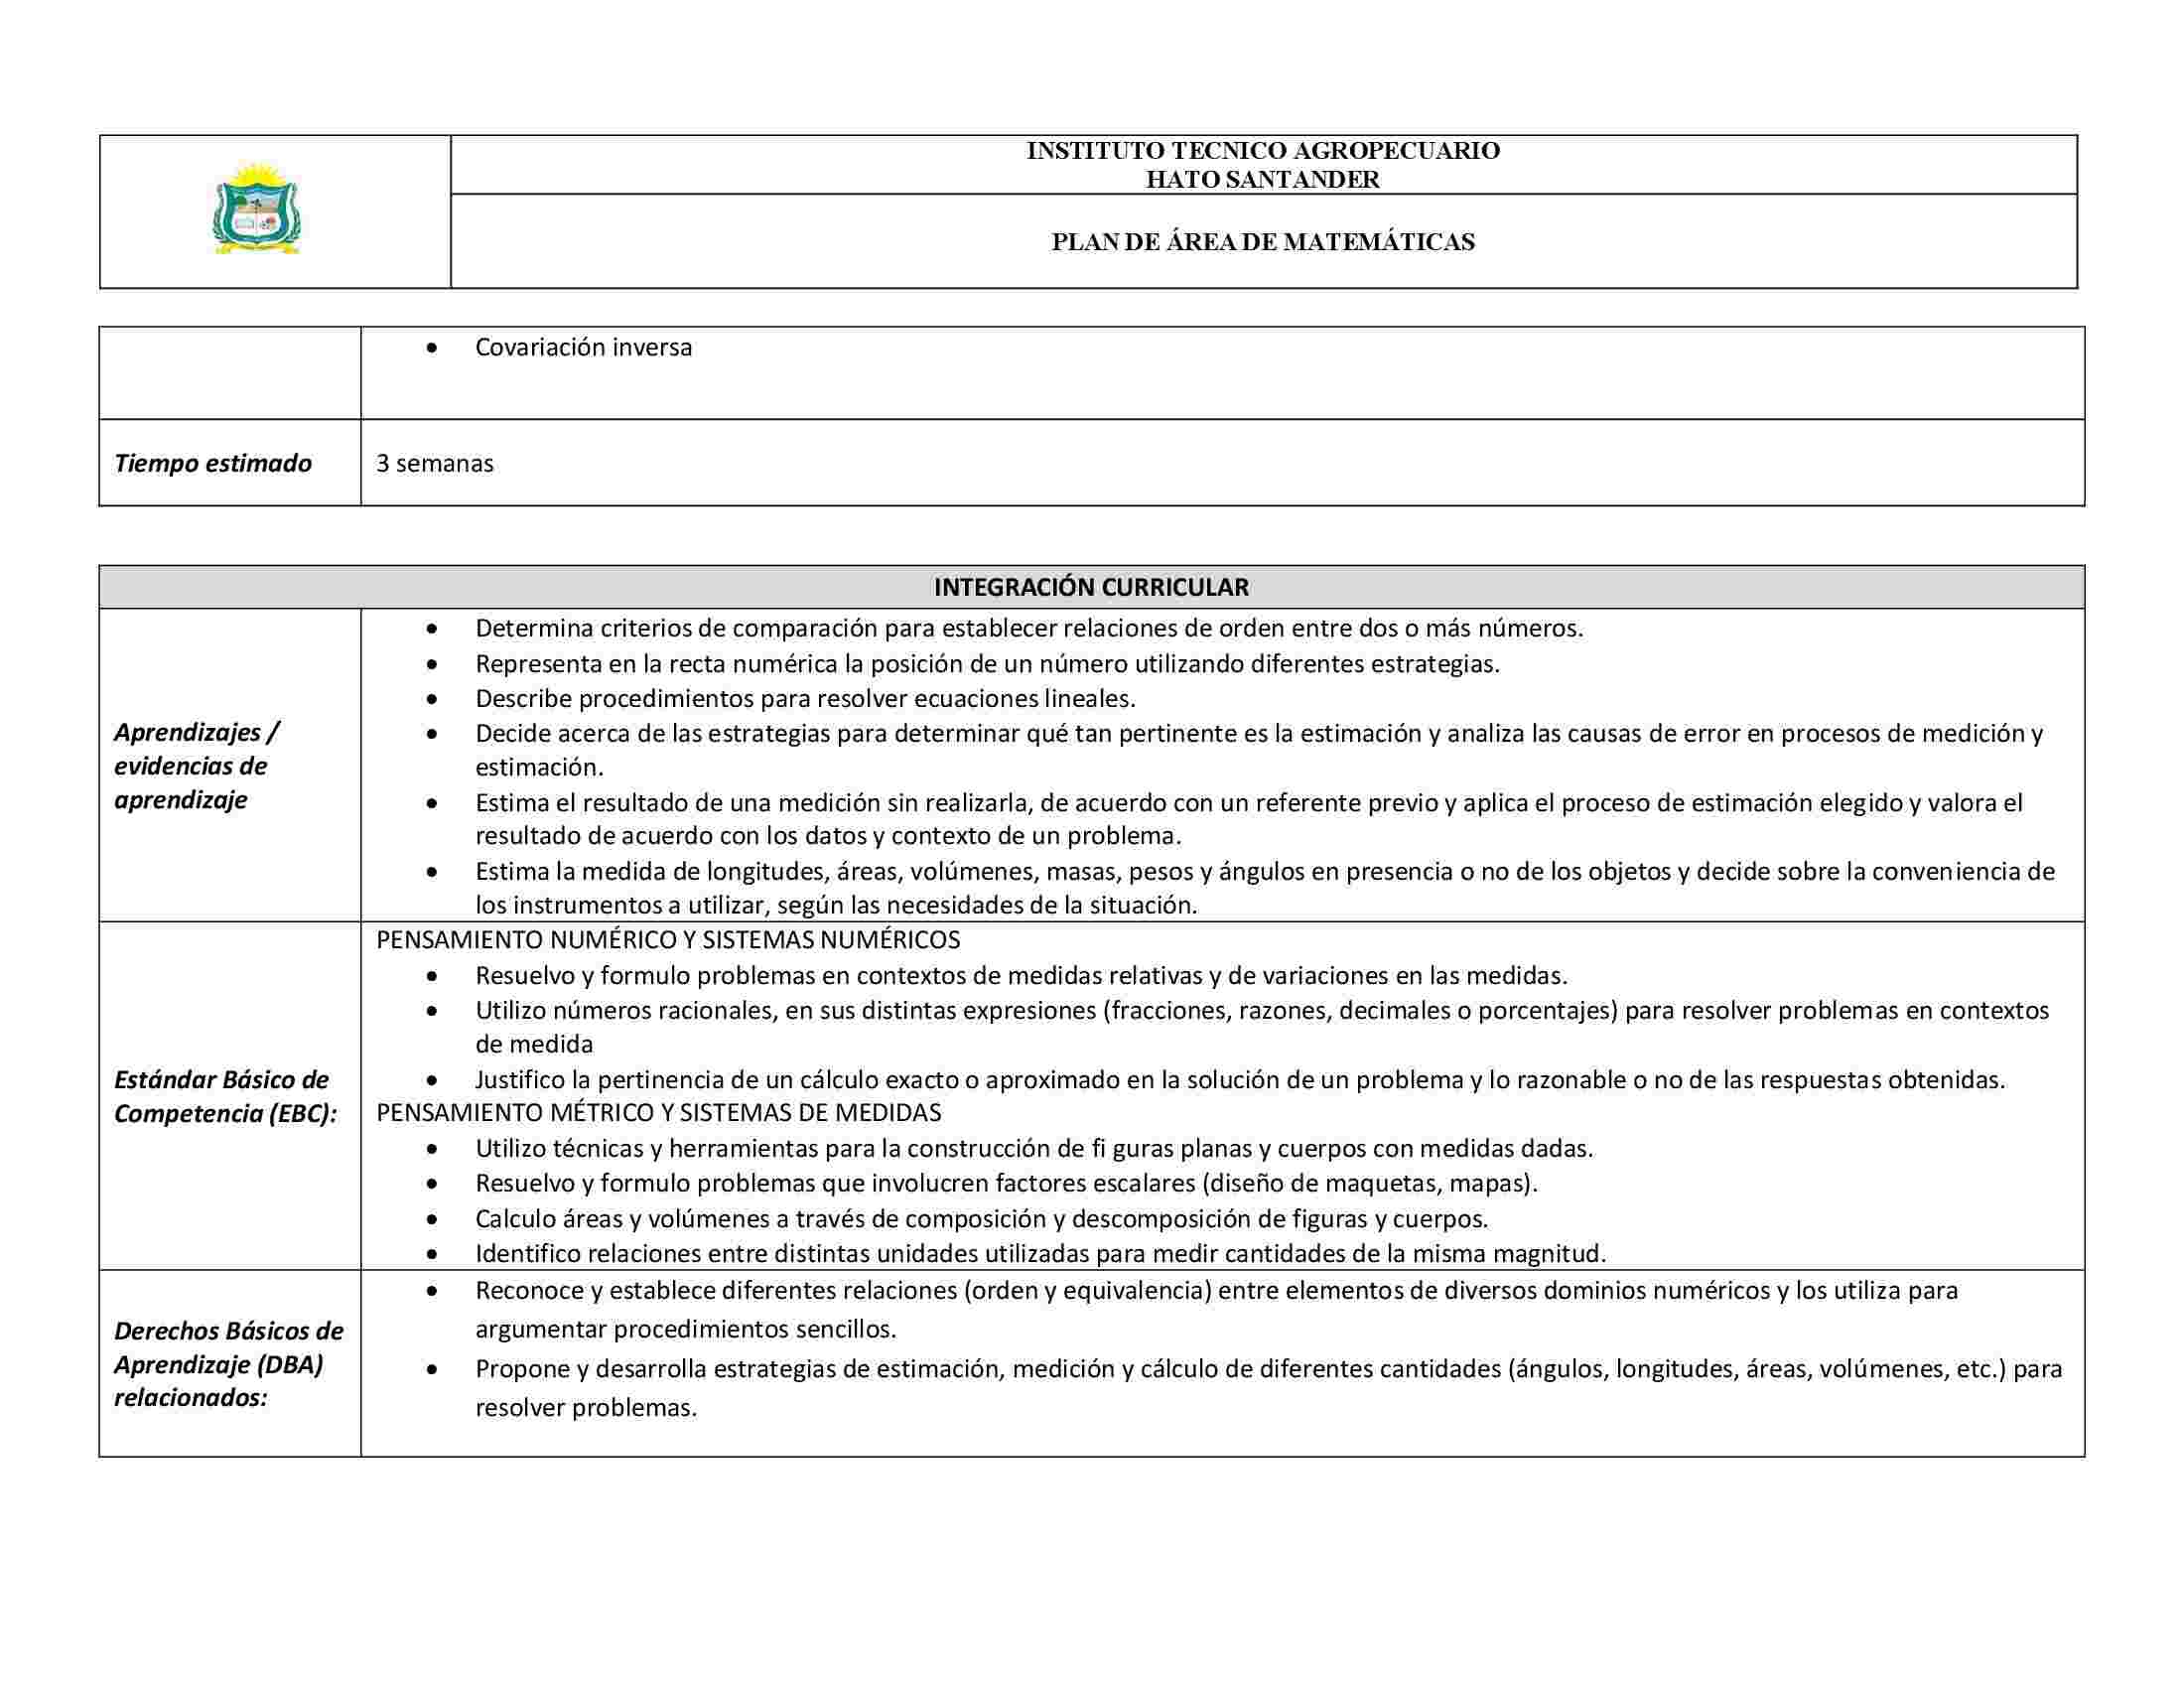 INSTITUTO TECNICO AGROPECUARIO
HATO SANTANDER
PLAN DE ÁREA DE MATEMÁTICAS
• Covariación inversa
Tiempo estimado
3 semanas
INTEGRACIÓN CURRICULAR
Aprendizajes /
evidencias de
aprendizaje
• Determina criterios de comparación para establecer relaciones de orden entre dos o más números.
• Representa en la recta numérica la posición de un número utilizando diferentes estrategias.
• Describe procedimientos para resolver ecuaciones lineales.
• Decide acerca de las estrategias para determinar qué tan pertinente es la estimación y analiza las causas de error en procesos de medición y
estimación.
• Estima el resultado de una medición sin realizarla, de acuerdo con un referente previo y aplica el proceso de estimación elegido y valora el
resultado de acuerdo con los datos y contexto de un problema.
• Estima la medida de longitudes, áreas, volúmenes, masas, pesos y ángulos en presencia o no de los objetos y decide sobre la conveniencia de
los instrumentos a utilizar, según las necesidades de la situación.
Estándar Básico de
Competencia (EBC):
PENSAMIENTO NUMÉRICO Y SISTEMAS NUMÉRICOS
• Resuelvo y formulo problemas en contextos de medidas relativas y de variaciones en las medidas.
• Utilizo números racionales, en sus distintas expresiones (fracciones, razones, decimales o porcentajes) para resolver problemas en contextos
de medida
• Justifico la pertinencia de un cálculo exacto o aproximado en la solución de un problema y lo razonable o no de las respuestas obtenidas.
PENSAMIENTO MÉTRICO Y SISTEMAS DE MEDIDAS
• Utilizo técnicas y herramientas para la construcción de fi guras planas y cuerpos con medidas dadas.
• Resuelvo y formulo problemas que involucren factores escalares (diseño de maquetas, mapas).
• Calculo áreas y volúmenes a través de composición y descomposición de figuras y cuerpos.
• Identifico relaciones entre distintas unidades utilizadas para medir cantidades de la misma magnitud.
Derechos Básicos de
Aprendizaje (DBA)
relacionados:
• Reconoce y establece diferentes relaciones (orden y equivalencia) entre elementos de diversos dominios numéricos y los utiliza para
argumentar procedimientos sencillos.
• Propone y desarrolla estrategias de estimación, medición y cálculo de diferentes cantidades (ángulos, longitudes, áreas, volúmenes, etc.) para
resolver problemas.